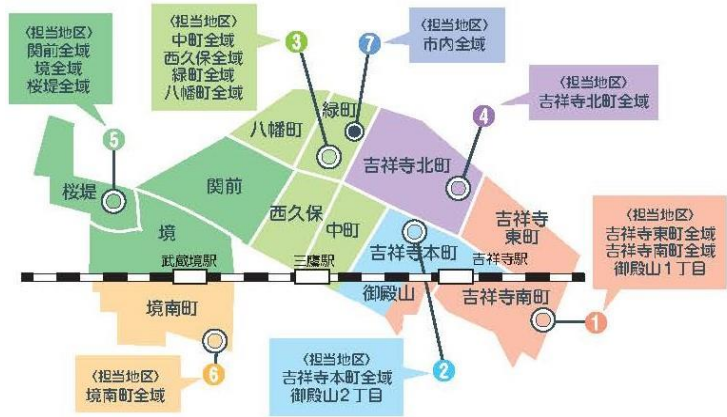 〈担当地区〉
関前全域
境全域
桜堤全域
5
〈担当地区〉
中町全域
西久保全域
緑町全域
八幡町全域
3
7
〈担当地区〉
市内全域
4
〈担当地区〉
吉祥寺北町全域
〈担当地区〉
吉祥寺東町全域
吉祥寺南町全域
御殿山1丁目
1
桜堤
境
関前
八幡町
緑町
西久保
中町
吉祥寺北町
吉祥寺
東町
吉祥寺本町
武蔵境駅
三鷹駅
吉祥寺駅
境南町
御殿山
吉祥寺南町
〈担当地区〉
境南町全域
6
〈担当地区〉
吉祥寺本町全域
御殿山2丁目
2